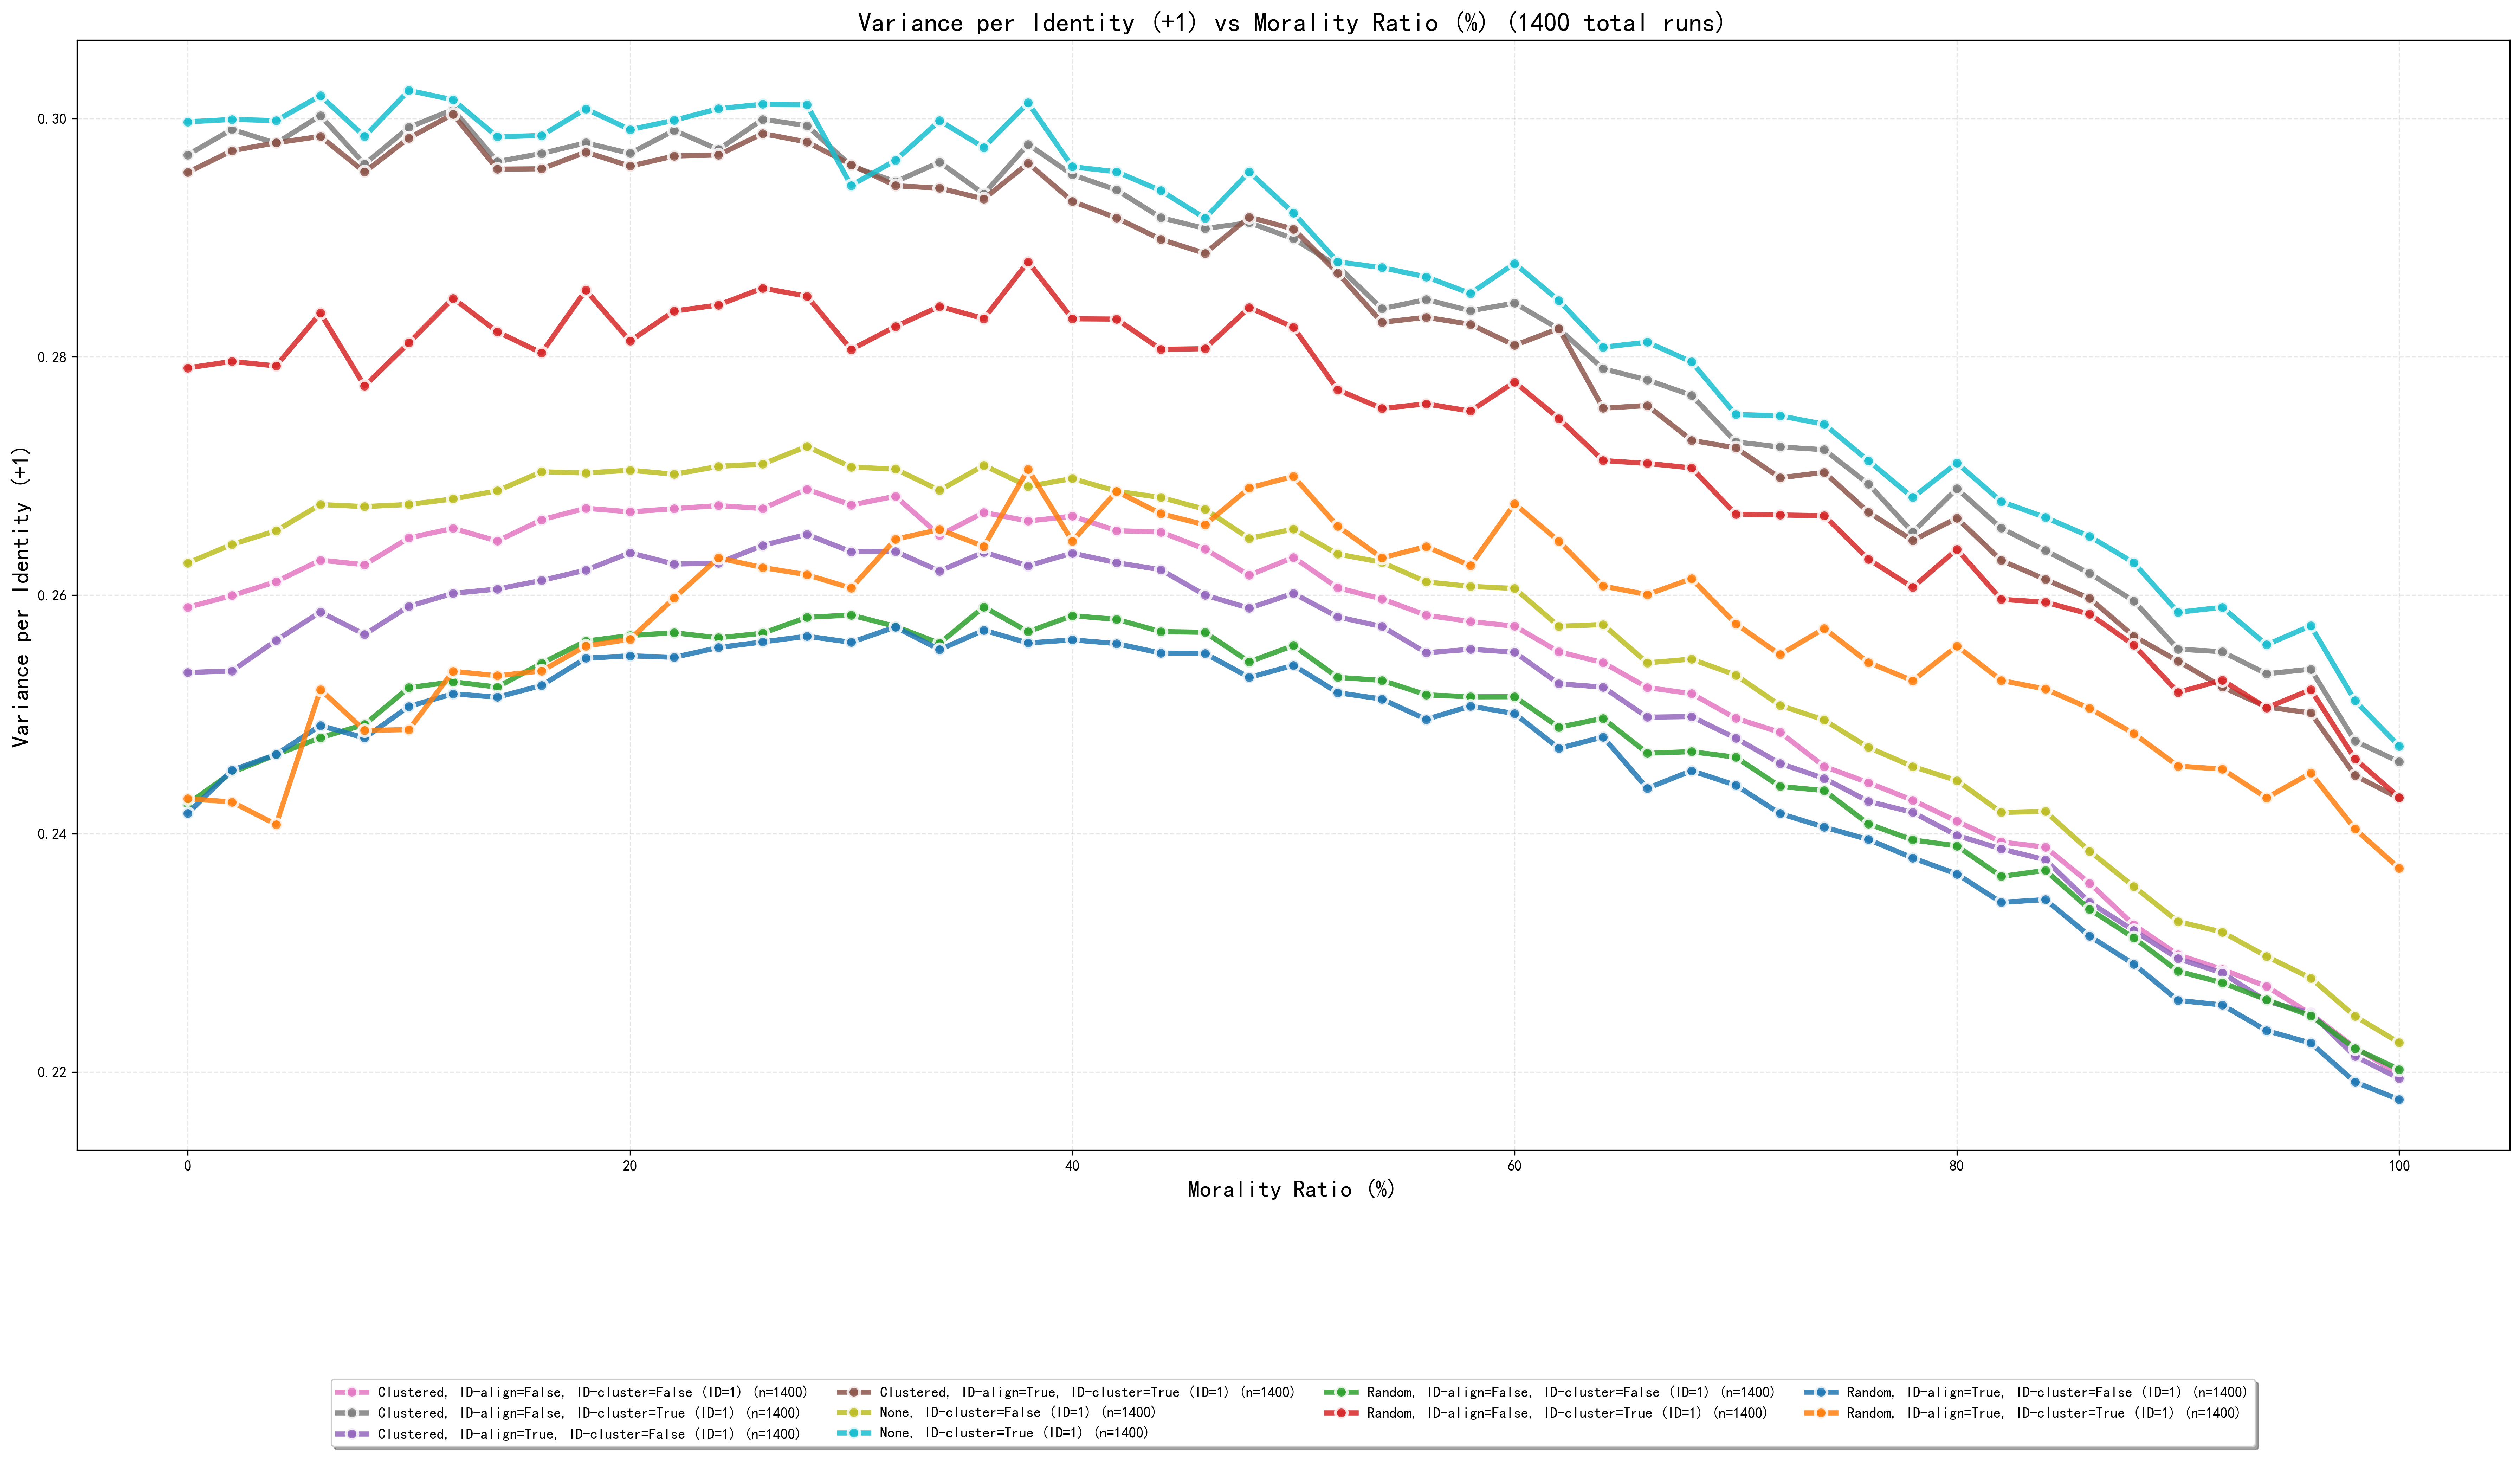 Variance per Identity (+1) vs Morality Ratio (%) (1400 total runs)
Variance per Identity (+1)
0.30
0.28
0.26
0.24
0.22
0 20 40 60 80 100
Morality Ratio (%)
Clustered, ID-align=False, ID-cluster=False (ID=1) (n=1400)
Clustered, ID-align=False, ID-cluster=True (ID=1) (n=1400)
Clustered, ID-align=True, ID-cluster=False (ID=1) (n=1400)
Clustered, ID-align=True, ID-cluster=True (ID=1) (n=1400)
None, ID-cluster=False (ID=1) (n=1400)
None, ID-cluster=True (ID=1) (n=1400)
Random, ID-align=False, ID-cluster=False (ID=1) (n=1400)
Random, ID-align=False, ID-cluster=True (ID=1) (n=1400)
Random, ID-align=True, ID-cluster=False (ID=1) (n=1400)
Random, ID-align=True, ID-cluster=True (ID=1) (n=1400)